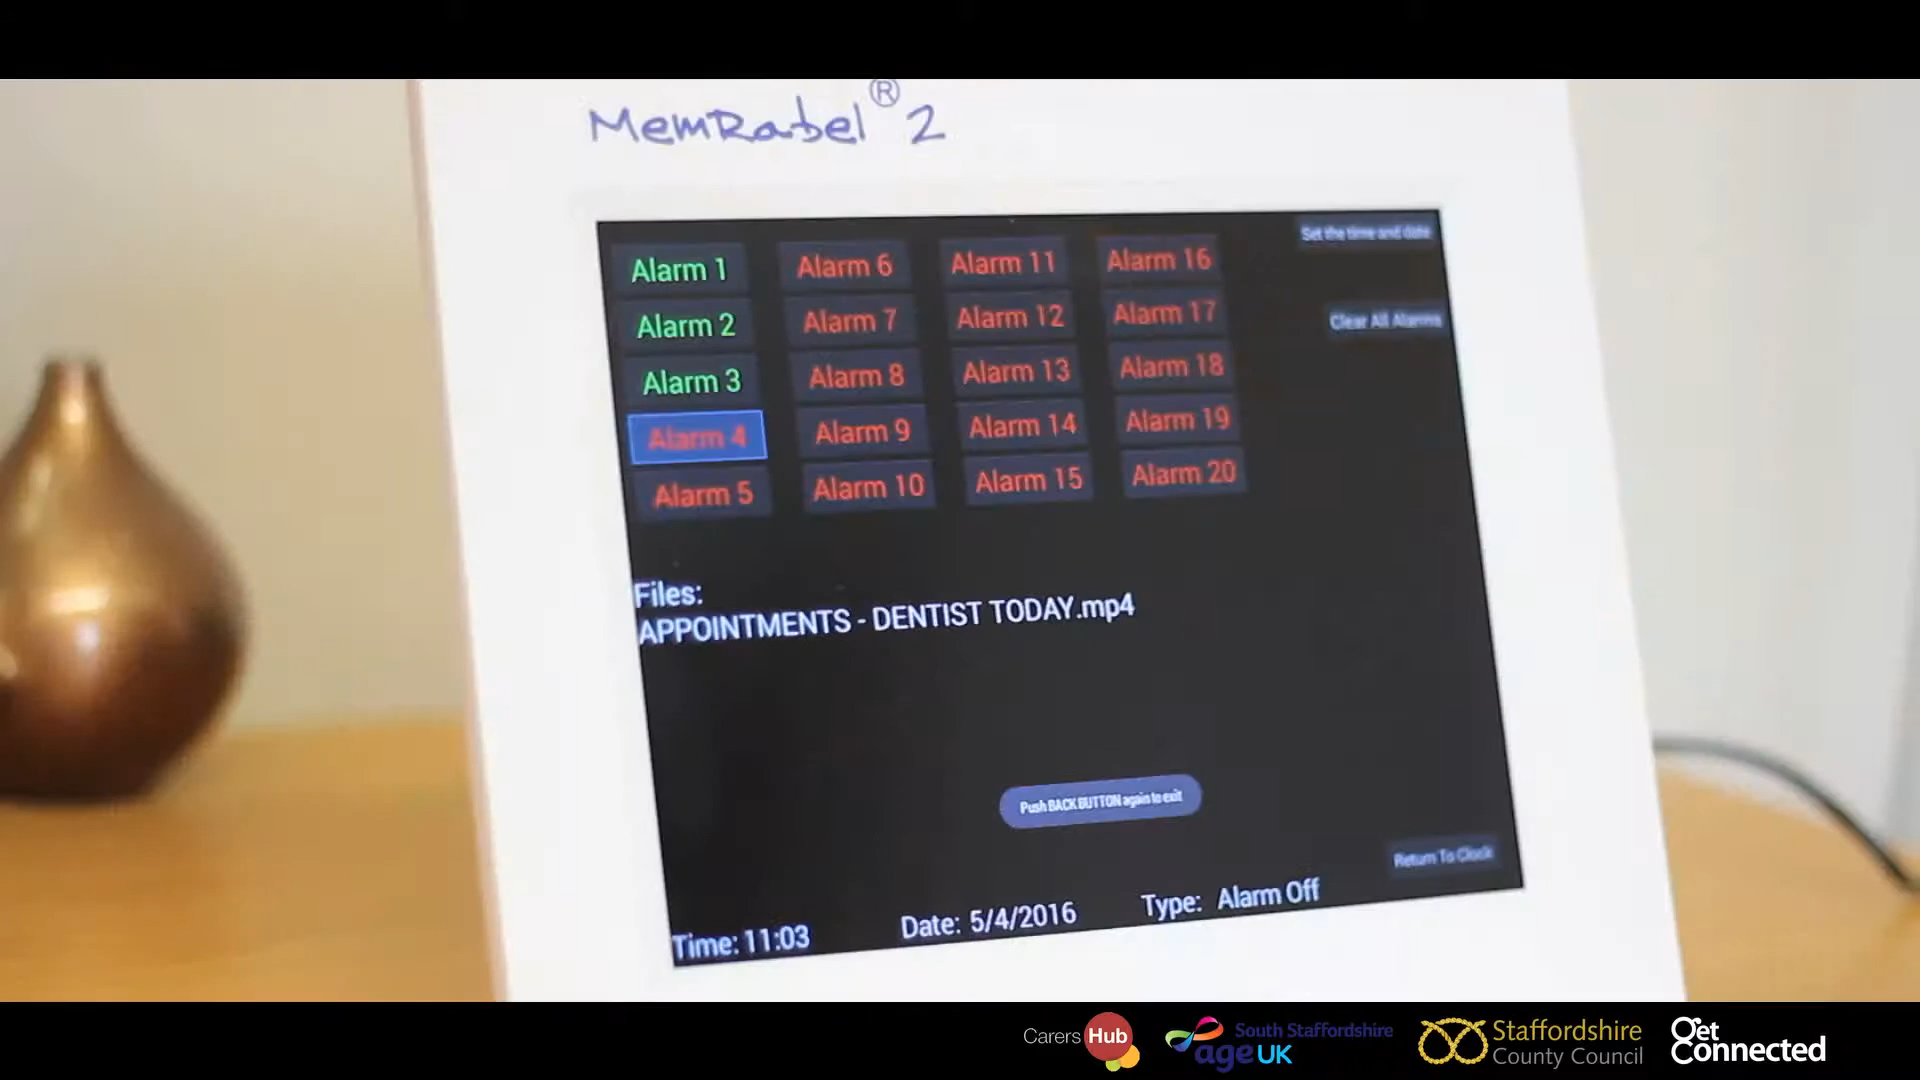 MemRabel® 2
Alarm 1
Alarm 2
Alarm 3
Alarm 4
Alarm 5
Alarm 6
Alarm 7
Alarm 8
Alarm 9
Alarm 10
Alarm 11
Alarm 12
Alarm 13
Alarm 14
Alarm 15
Alarm 16
Alarm 17
Alarm 18
Alarm 19
Alarm 20
Set the time and date
Clear All Alarms
Files:
APPOINTMENTS - DENTIST TODAY.mp4
Push BACK BUTTON again to exit
Return To Clock
Time: 11:03
Date: 5/4/2016
Type: Alarm Off
Carers Hub
South Staffordshire
age UK
Staffordshire
County Council
Get
Connected